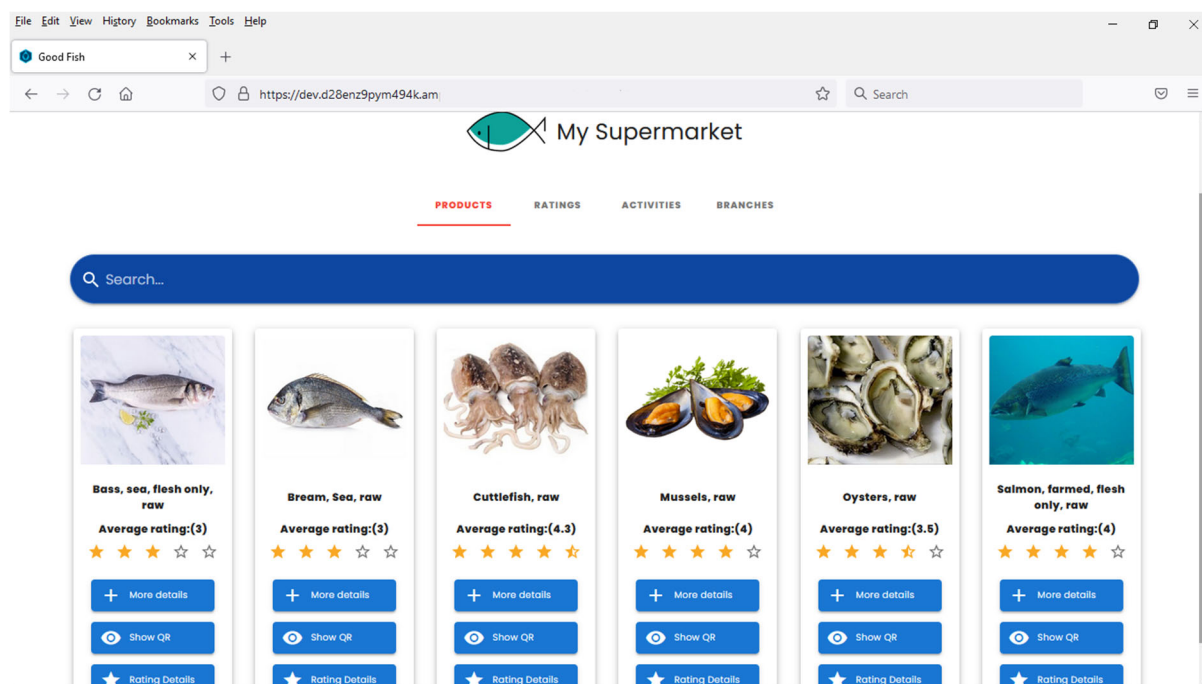 File Edit View History Bookmarks Tools Help
Good Fish
https://dev.d28enz9pym494k.am
Search
My Supermarket
PRODUCTS RATINGS ACTIVITIES BRANCHES
Search...
Bass, sea, flesh only,
raw
Average rating:(3)
More details
Show QR
Rating Details
Bream, Sea, raw
Average rating:(3)
More details
Show QR
Rating Details
Cuttlefish, raw
Average rating:(4.3)
More details
Show QR
Rating Details
Mussels, raw
Average rating:(4)
More details
Show QR
Rating Details
Oysters, raw
Average rating:(3.5)
More details
Show QR
Rating Details
Salmon, farmed, flesh
only, raw
Average rating:(4)
More details
Show QR
Rating Details